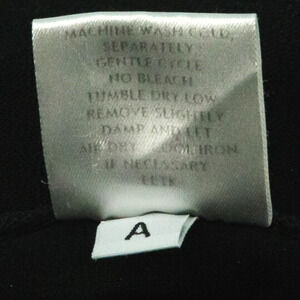 MACHINE WASH COLD,
SEPARATELY
GENTLE CYCLE
NO BLEACH
TUMBLE DRY LOW
REMOVE SLIGHTLY
DAMP AND LET
AIR DRY. COOL IRON
IF NECESSARY
A